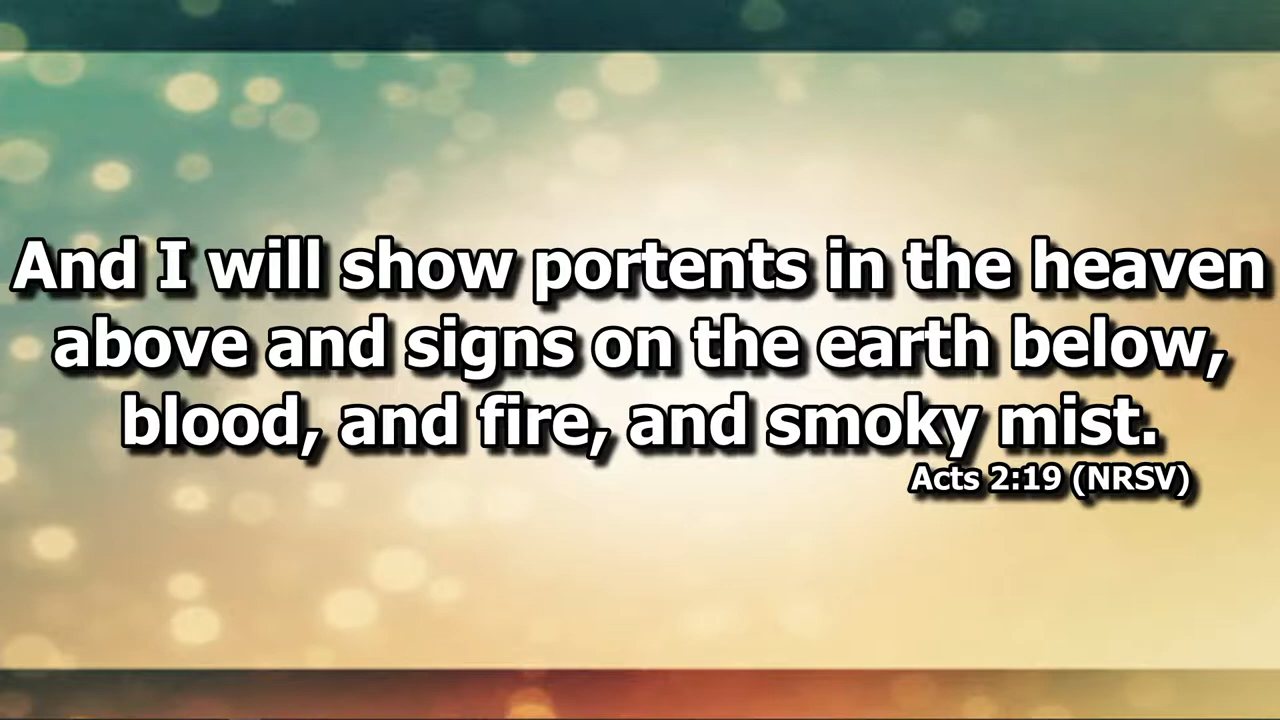 And I will show portents in the heaven
above and signs on the earth below,
blood, and fire, and smoky mist.
Acts 2:19 (NRSV)